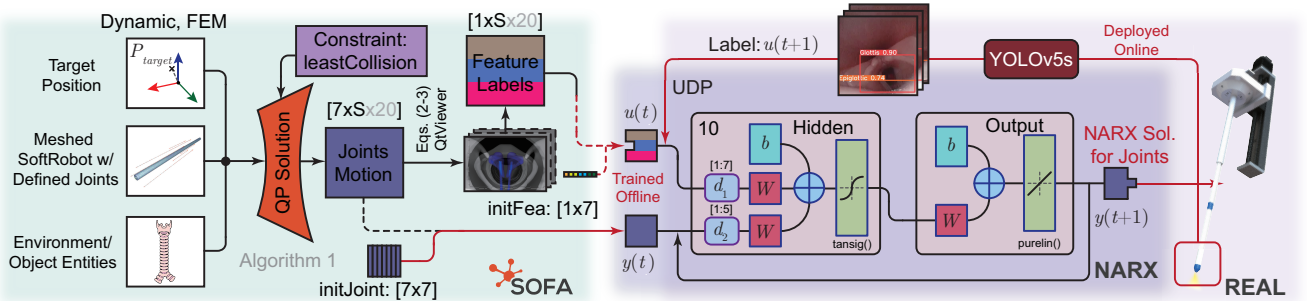 Dynamic, FEM
Target
Position
P target
Meshed
SoftRobot w/
Defined Joints
Environment/
Object Entities
Constraint:
leastCollision
QP Solution
Algorithm 1
[7xSx20]
Joints
Motion
initJoint: [7x7]
Eqs. (2-3)
QtViewer
[1xSx20]
Feature
Labels
initFea: [1x7]
SOFA
Trained
Offline
u(t)
y(t)
UDP
Label: u(t+1)
Glottis 0.90
Epiglottic 0.74
YOLOv5s
Deployed
Online
10
Hidden
[1:7]
d1
[1:5]
d2
W
W
b
tansig()
Output
b
W
purelin()
NARX
NARX Sol.
for Joints
y(t+1)
REAL